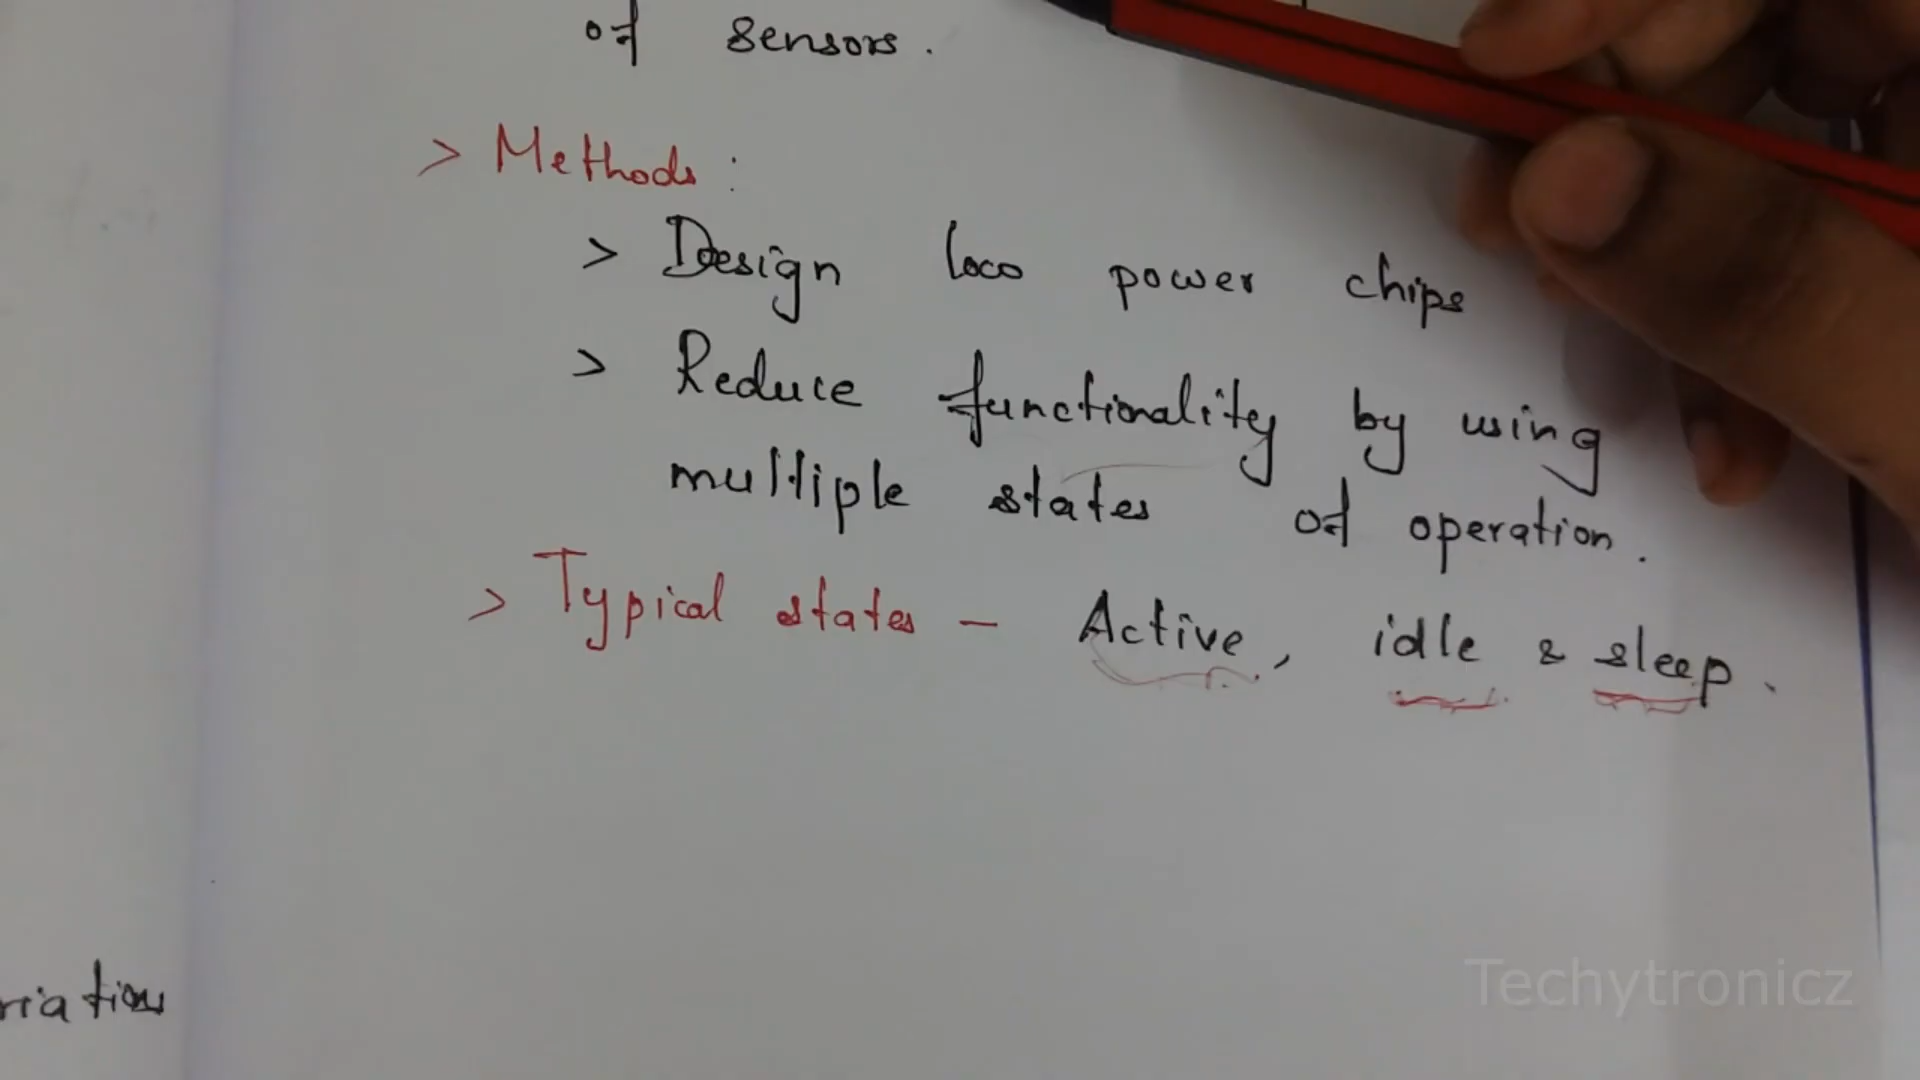 of sensors.
> Methods:
> Design low power chips
> Reduce functionality by using
multiple states of operation.
> Typical states - Active, idle & sleep.
riation
Techytronicz